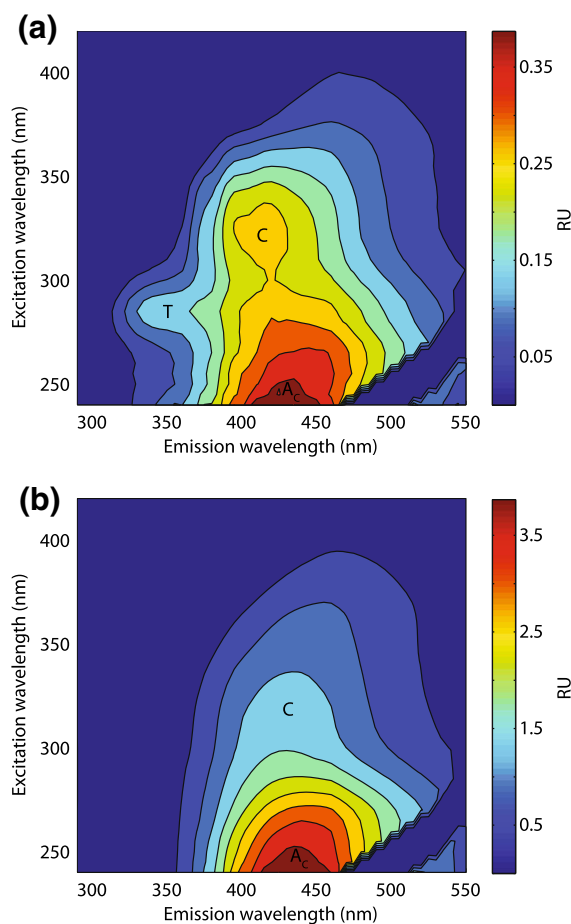 (a)
400
350
300
250
Excitation wavelength (nm)
C
T
δAC
300 350 400 450 500 550
Emission wavelength (nm)
0.35
0.25
0.15
0.05
RU
(b)
400
350
300
250
Excitation wavelength (nm)
C
AC
300 350 400 450 500 550
Emission wavelength (nm)
3.5
2.5
1.5
0.5
RU